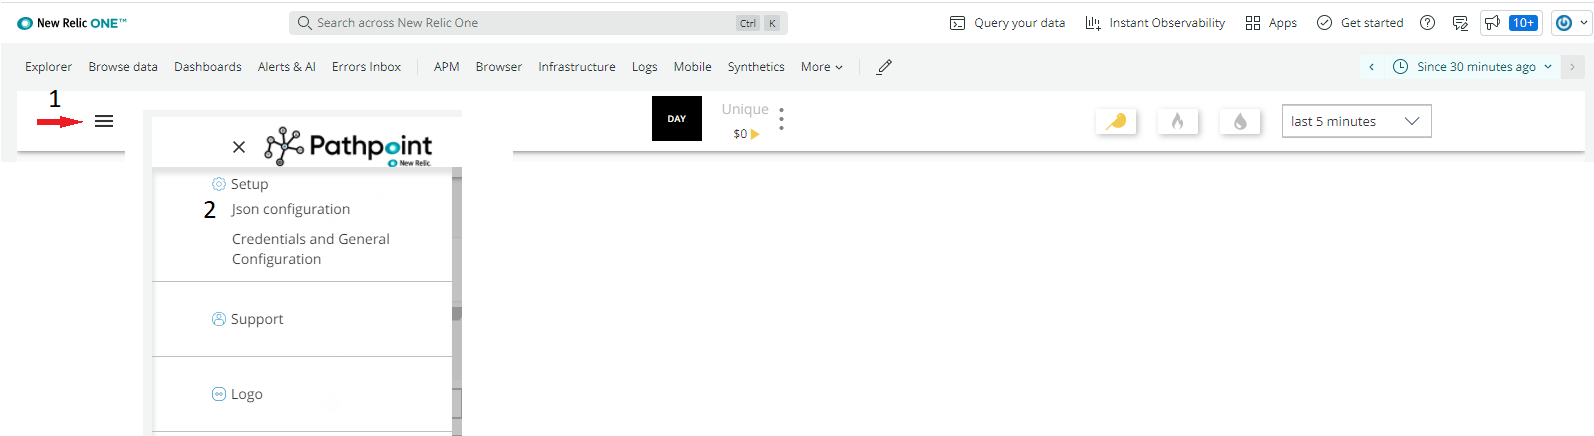 New Relic ONE™ Search across New Relic One Ctrl K Query your data Instant Observability Apps Get started 10+
Explorer Browse data Dashboards Alerts & AI Errors Inbox APM Browser Infrastructure Logs Mobile Synthetics More Since 30 minutes ago
1
DAY Unique last 5 minutes
$0
Pathpoint
New Relic.
Setup
2 Json configuration
Credentials and General
Configuration
Support
Logo